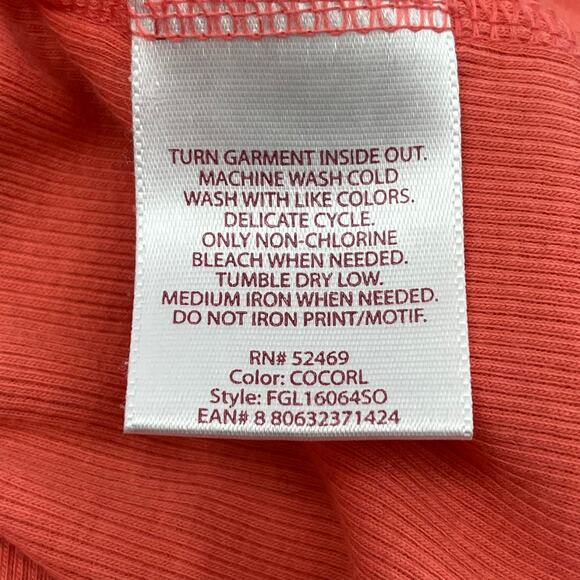 TURN GARMENT INSIDE OUT.
MACHINE WASH COLD
WASH WITH LIKE COLORS.
DELICATE CYCLE.
ONLY NON-CHLORINE
BLEACH WHEN NEEDED.
TUMBLE DRY LOW.
MEDIUM IRON WHEN NEEDED.
DO NOT IRON PRINT/MOTIF.
RN# 52469
Color: COCORL
Style: FGL16064SO
EAN# 8 80632371424